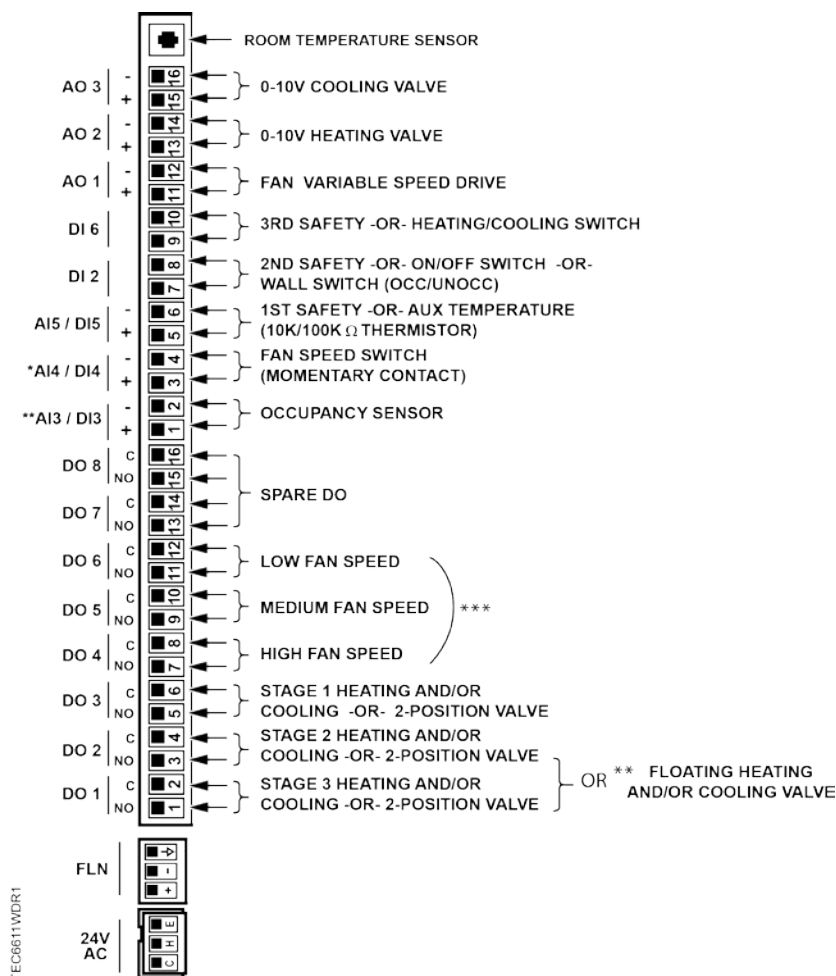 ROOM TEMPERATURE SENSOR
AO 3
-
+
16
15
0-10V COOLING VALVE
AO 2
-
+
14
13
0-10V HEATING VALVE
AO 1
-
+
12
11
FAN VARIABLE SPEED DRIVE
DI 6
10
9
3RD SAFETY -OR- HEATING/COOLING SWITCH
DI 2
8
7
2ND SAFETY -OR- ON/OFF SWITCH -OR-
WALL SWITCH (OCC/UNOCC)
AI5 / DI5
-
+
6
5
1ST SAFETY -OR- AUX TEMPERATURE
(10K/100K Ω THERMISTOR)
*AI4 / DI4
-
+
4
3
FAN SPEED SWITCH
(MOMENTARY CONTACT)
**AI3 / DI3
-
+
2
1
OCCUPANCY SENSOR
DO 8
C
NO
16
15
DO 7
C
NO
14
13
SPARE DO
DO 6
C
NO
12
11
LOW FAN SPEED
DO 5
C
NO
10
9
MEDIUM FAN SPEED
***
DO 4
C
NO
8
7
HIGH FAN SPEED
DO 3
C
NO
6
5
STAGE 1 HEATING AND/OR
COOLING -OR- 2-POSITION VALVE
DO 2
C
NO
4
3
STAGE 2 HEATING AND/OR
COOLING -OR- 2-POSITION VALVE
DO 1
C
NO
2
1
STAGE 3 HEATING AND/OR
COOLING -OR- 2-POSITION VALVE
OR ** FLOATING HEATING
AND/OR COOLING VALVE
FLN
-
+
24V
AC
E
H
C
TEC6611WDR1